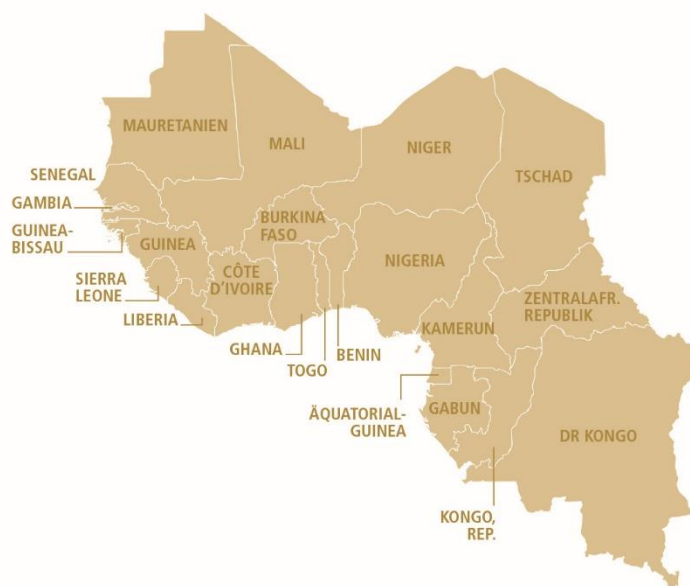 MAURETANIEN
MALI
NIGER
TSCHAD
SENEGAL
GAMBIA
GUINEA-
BISSAU
GUINEA
BURKINA
FASO
NIGERIA
SIERRA
LEONE
CÔTE
D'IVOIRE
LIBERIA
GHANA
TOGO
BENIN
KAMERUN
ZENTRALAFR.
REPUBLIK
ÄQUATORIAL-
GUINEA
GABUN
DR KONGO
KONGO,
REP.